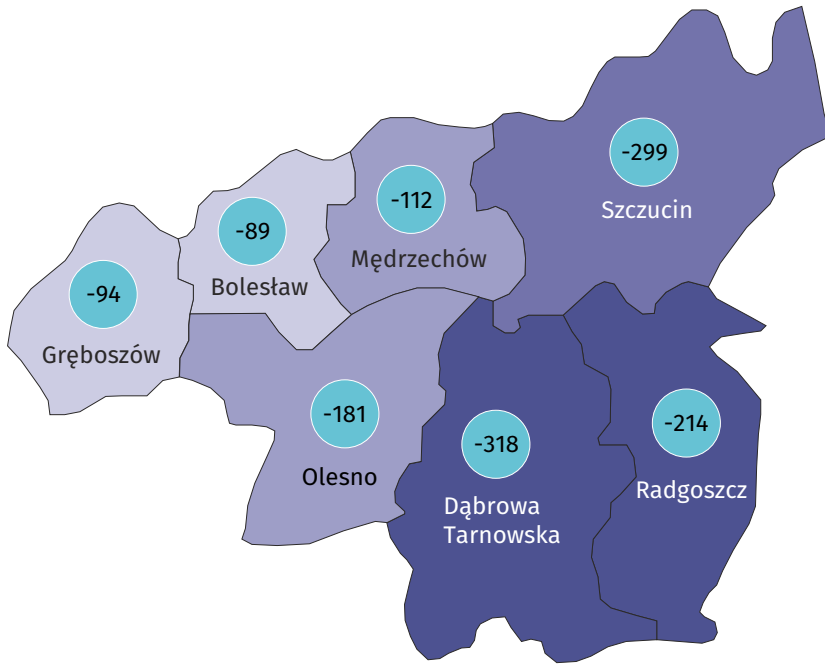 -299
Szczucin
-112
Mędrzechów
-89
Bolesław
-94
Gręboszów
-181
Olesno
-318
Dąbrowa
Tarnowska
-214
Radgoszcz